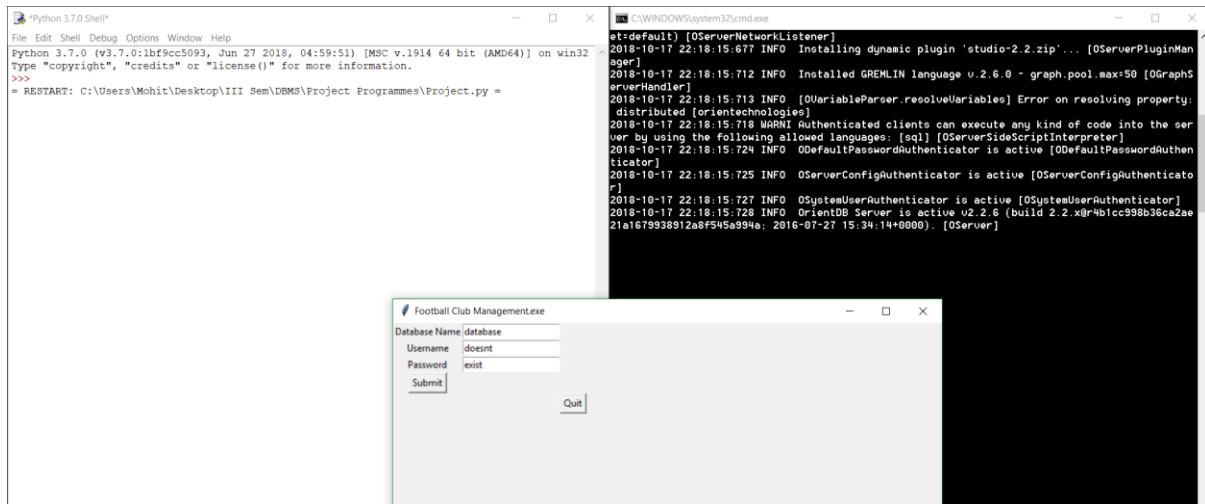 *Python 3.7.0 Shell*
File Edit Shell Debug Options Window Help
Python 3.7.0 (v3.7.0:1bf9cc5093, Jun 27 2018, 04:59:51) [MSC v.1914 64 bit (AMD64)] on win32
Type "copyright", "credits" or "license()" for more information.
>>>
= RESTART: C:\Users\Mohit\Desktop\III Sem\DBMS\Project Programmes\Project.py =
C:\WINDOWS\system32\cmd.exe
et=default) [OServerNetworkListener]
2018-10-17 22:18:15:677 INFO  Installing dynamic plugin 'studio-2.2.zip'... [OServerPluginMan
ager]
2018-10-17 22:18:15:712 INFO  Installed GREMLIN language v.2.6.0 - graph.pool.max=50 [OGraphS
erverHandler]
2018-10-17 22:18:15:713 INFO  [OVariableParser.resolveVariables] Error on resolving property:
 distributed [orientechnologies]
2018-10-17 22:18:15:718 WARNI Authenticated clients can execute any kind of code into the ser
ver by using the following allowed languages: [sql] [OServerSideScriptInterpreter]
2018-10-17 22:18:15:724 INFO  ODefaultPasswordAuthenticator is active [ODefaultPasswordAuthen
ticator]
2018-10-17 22:18:15:725 INFO  OServerConfigAuthenticator is active [OServerConfigAuthenticato
r]
2018-10-17 22:18:15:727 INFO  OSystemUserAuthenticator is active [OSystemUserAuthenticator]
2018-10-17 22:18:15:728 INFO  OrientDB Server is active v2.2.6 (build 2.2.x@r4b1cc998b36ca2ae
21a1679938912a8f545a994a; 2016-07-27 15:34:14+0000). [OServer]
Football Club Management.exe
Database Name database
Username doesnt
Password exist
Submit
Quit